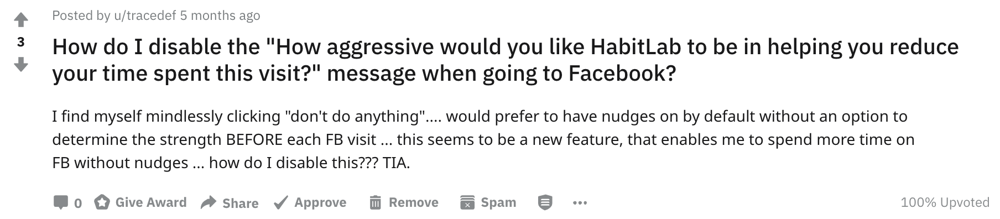 Posted by u/tracedef 5 months ago
3
How do I disable the "How aggressive would you like HabitLab to be in helping you reduce
your time spent this visit?" message when going to Facebook?
I find myself mindlessly clicking "don't do anything".... would prefer to have nudges on by default without an option to
determine the strength BEFORE each FB visit ... this seems to be a new feature, that enables me to spend more time on
FB without nudges ... how do I disable this??? TIA.
0 Give Award Share Approve Remove Spam ... 100% Upvoted